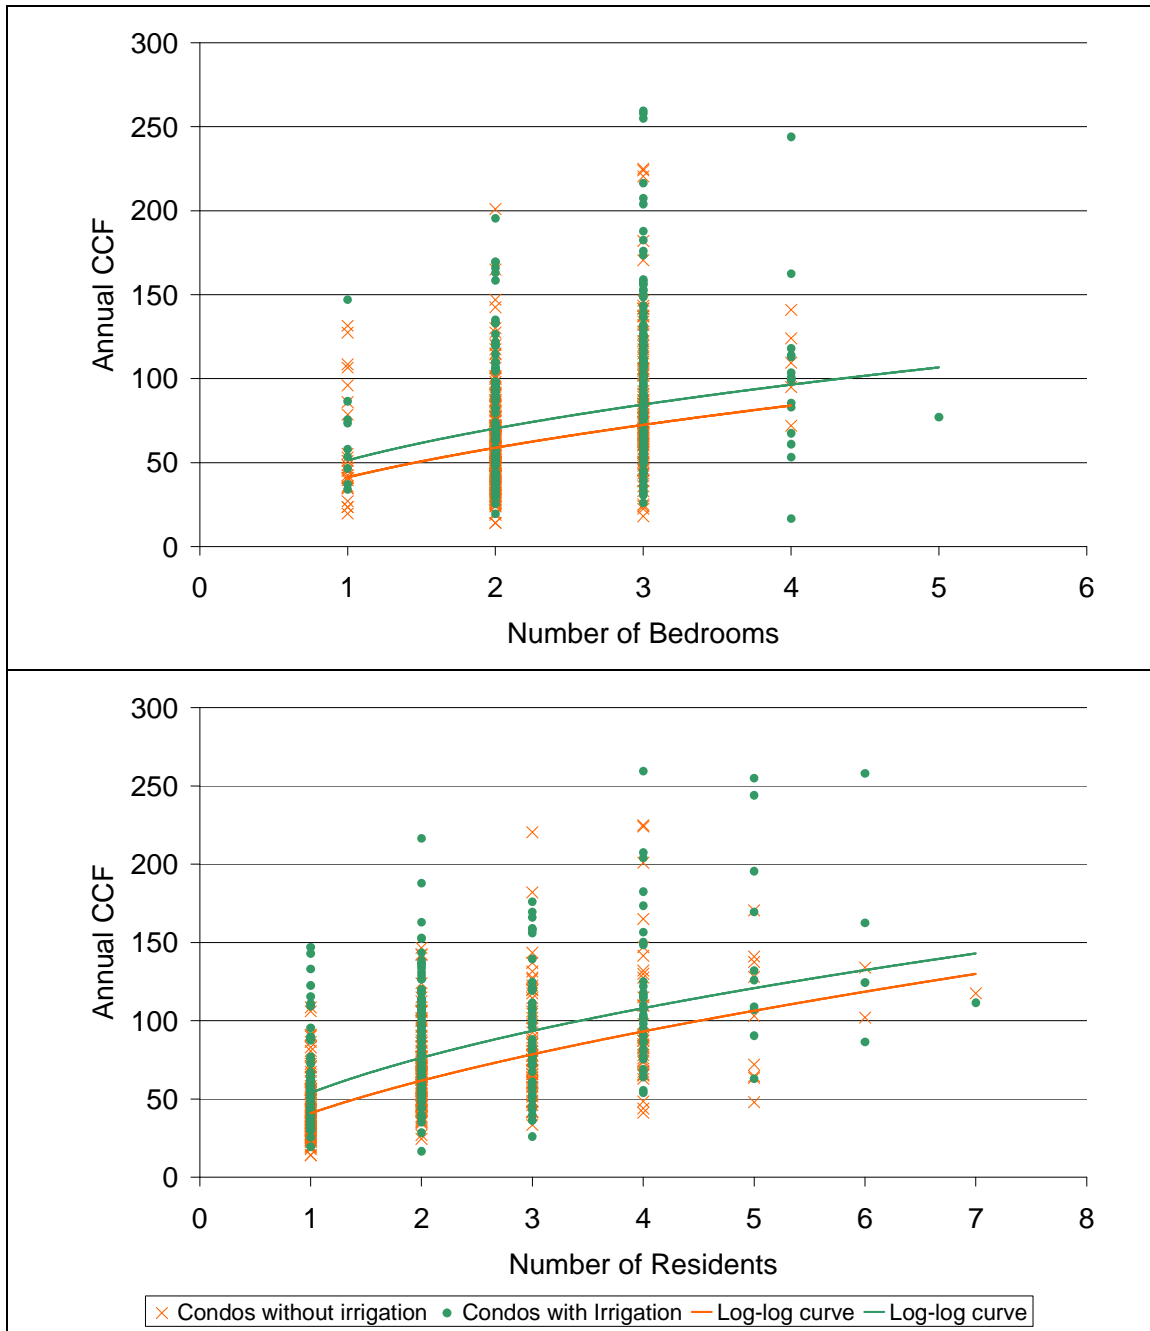 300
250
200
150
100
50
0
Annual CCF
0 1 2 3 4 5 6
Number of Bedrooms
300
250
200
150
100
50
0
Annual CCF
0 1 2 3 4 5 6 7 8
Number of Residents
Condos without irrigation Condos with Irrigation Log-log curve Log-log curve